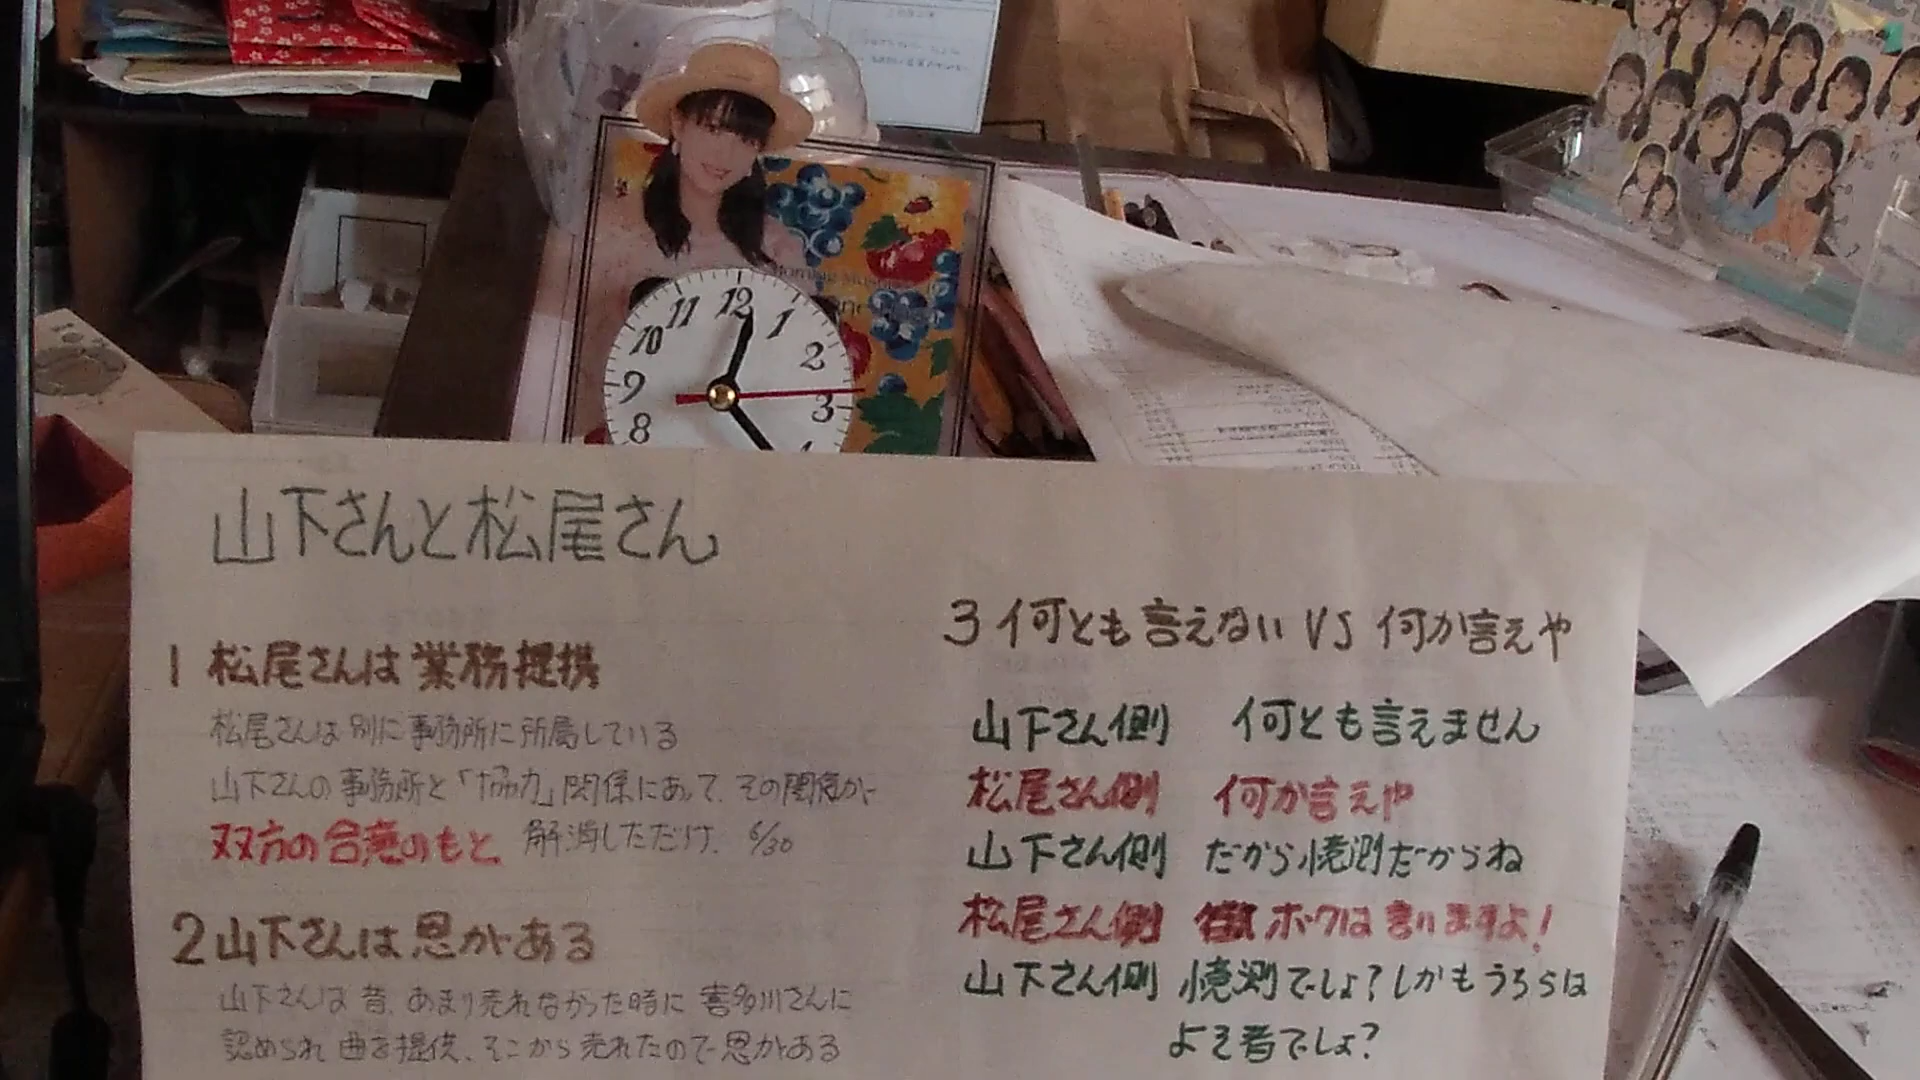 山下さんと松尾さん
1 松尾さんは業務提携
松尾さんは別に事務所に所属している
山下さんの事務所と「協力」関係にあって、その関係が
双方の合意のもと、解消しただけ、6/30
2 山下さんは恩がある
山下さんは昔、あまり売れなかった時に喜多川さんに
認められ曲を提供、そこから売れたので恩がある
3 何とも言えない VS 何か言えや
山下さん側 何とも言えません
松尾さん側 何か言えや
山下さん側 だから憶測だからね
松尾さん側 ボクは言いますよ!
山下さん側 憶測でしょ?しかもうちらは
よそ者でしょ?
11 12 1
10 2
9 3
8